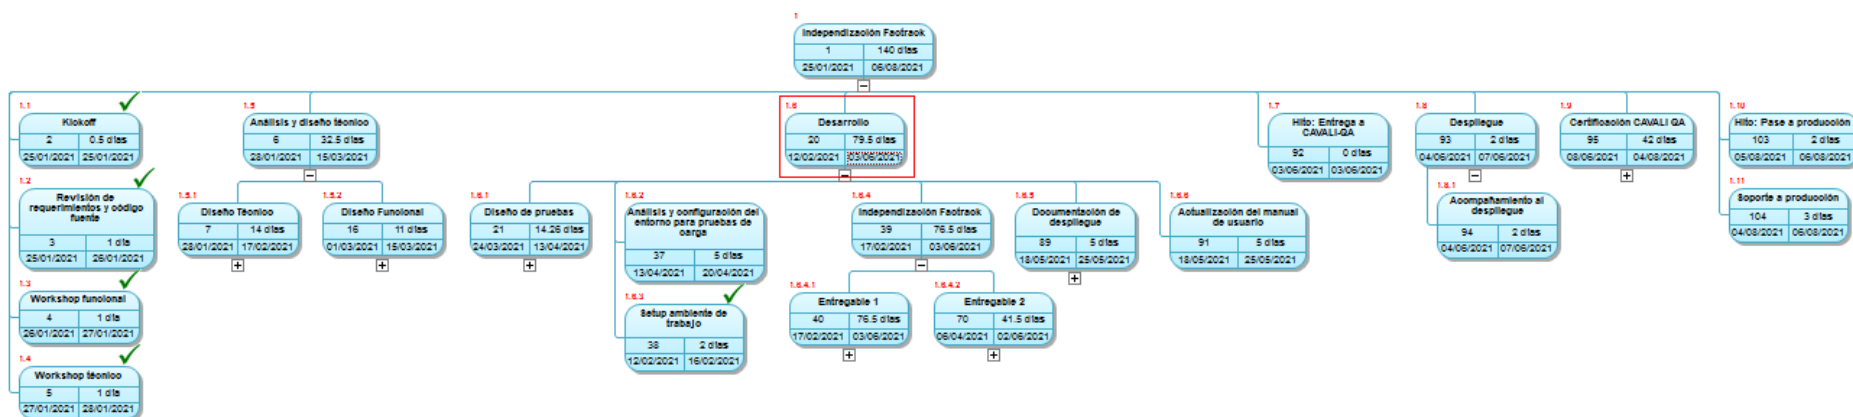 1
Independización Factrack
1 140 días
25/01/2021 06/08/2021
1.1
Kickoff
2 0.5 días
25/01/2021 25/01/2021
1.2
Revisión de
requerimientos y código
fuente
3 1 día
25/01/2021 26/01/2021
1.3
Workshop funcional
4 1 día
26/01/2021 27/01/2021
1.4
Workshop técnico
5 1 día
27/01/2021 28/01/2021
1.5
Análisis y diseño técnico
6 32.5 días
28/01/2021 15/03/2021
1.5.1
Diseño Técnico
7 14 días
28/01/2021 17/02/2021
1.5.2
Diseño Funcional
16 11 días
01/03/2021 15/03/2021
1.6
Desarrollo
20 79.5 días
12/02/2021 03/06/2021
1.6.1
Diseño de pruebas
21 14.26 días
24/03/2021 13/04/2021
1.6.2
Análisis y configuración del
entorno para pruebas de
carga
37 5 días
13/04/2021 20/04/2021
1.6.3
Setup ambiente de
trabajo
38 2 días
12/02/2021 16/02/2021
1.6.4
Independización Factrack
39 76.5 días
17/02/2021 03/06/2021
1.6.4.1
Entregable 1
40 76.5 días
17/02/2021 03/06/2021
1.6.4.2
Entregable 2
70 41.5 días
06/04/2021 02/06/2021
1.6.5
Documentación de
despliegue
89 5 días
18/05/2021 25/05/2021
1.6.6
Actualización del manual
de usuario
91 5 días
18/05/2021 25/05/2021
1.7
Hito: Entrega a
CAVALI-QA
92 0 días
03/06/2021 03/06/2021
1.8
Despliegue
93 2 días
04/06/2021 07/06/2021
1.8.1
Acompañamiento al
despliegue
94 2 días
04/06/2021 07/06/2021
1.9
Certificación CAVALI QA
95 42 días
08/06/2021 04/08/2021
1.10
Hito: Pase a producción
103 2 días
05/08/2021 06/08/2021
1.11
Soporte a producción
104 3 días
04/08/2021 06/08/2021